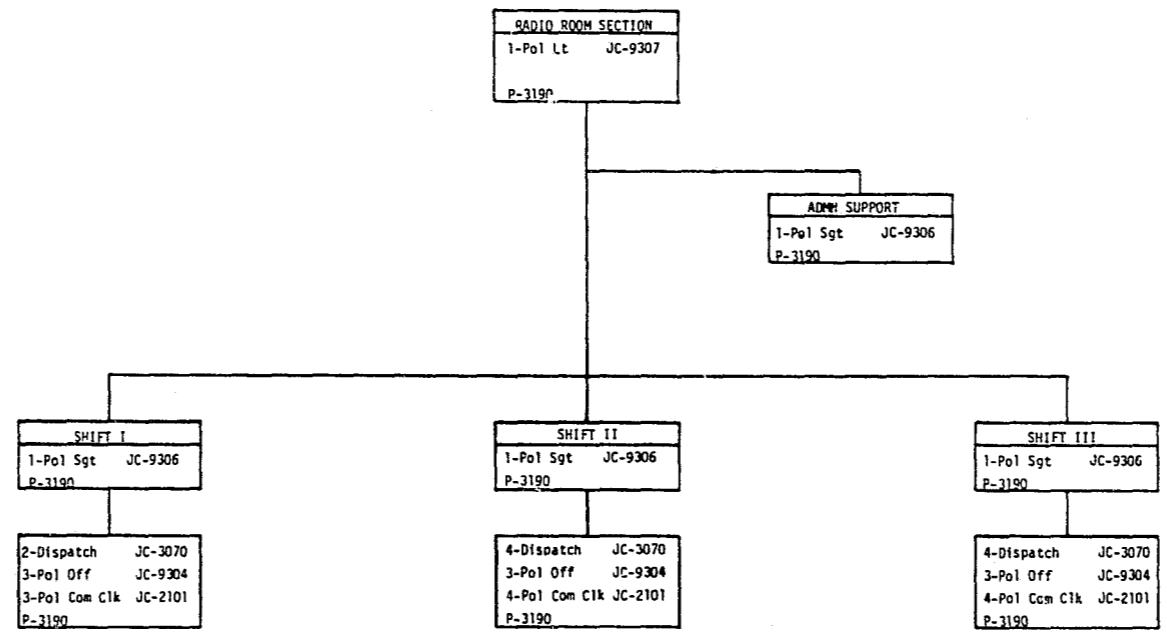 RADIO ROOM SECTION
1-Pol Lt JC-9307
P-3190
ADMN SUPPORT
1-Pol Sgt JC-9306
P-3190
SHIFT I
1-Pol Sgt JC-9306
P-3190
SHIFT II
1-Pol Sgt JC-9306
P-3190
SHIFT III
1-Pol Sgt JC-9306
P-3190
2-Dispatch JC-3070
3-Pol Off JC-9304
3-Pol Com Clk JC-2101
P-3190
4-Dispatch JC-3070
3-Pol Off JC-9304
4-Pol Com Clk JC-2101
P-3190
4-Dispatch JC-3070
3-Pol Off JC-9304
4-Pol Com Clk JC-2101
P-3190